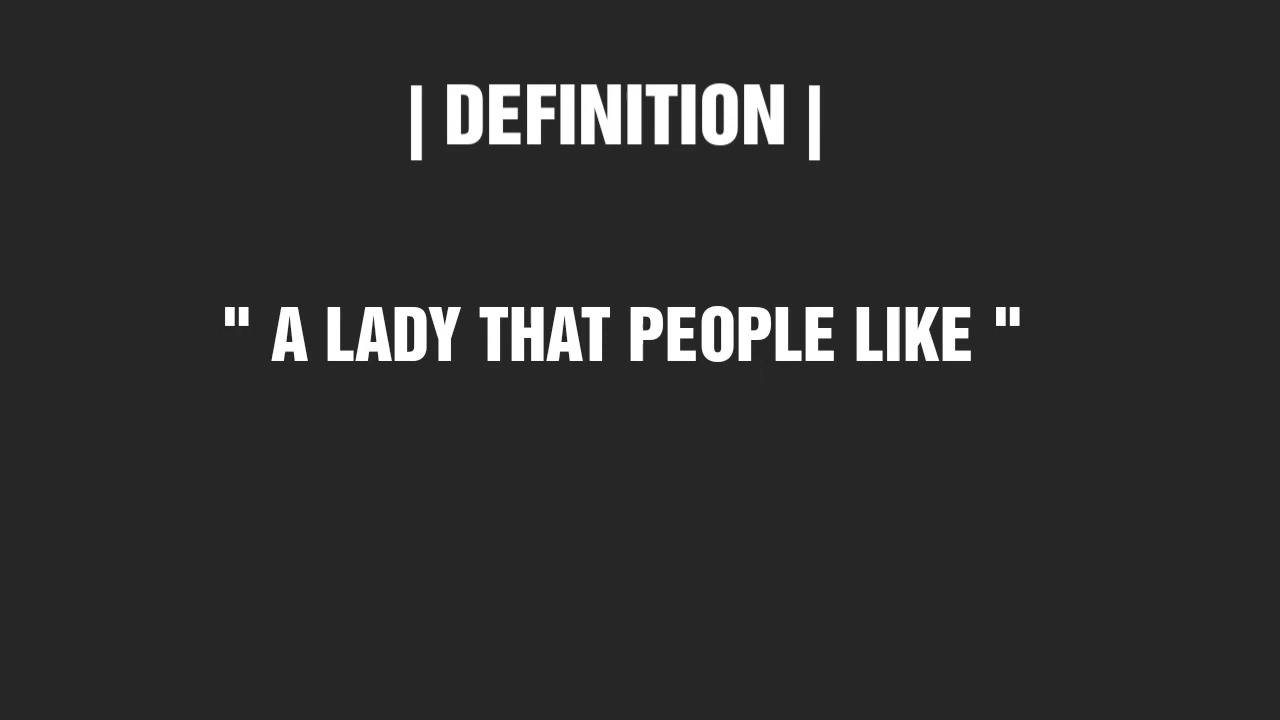 | DEFINITION |
" A LADY THAT PEOPLE LIKE "